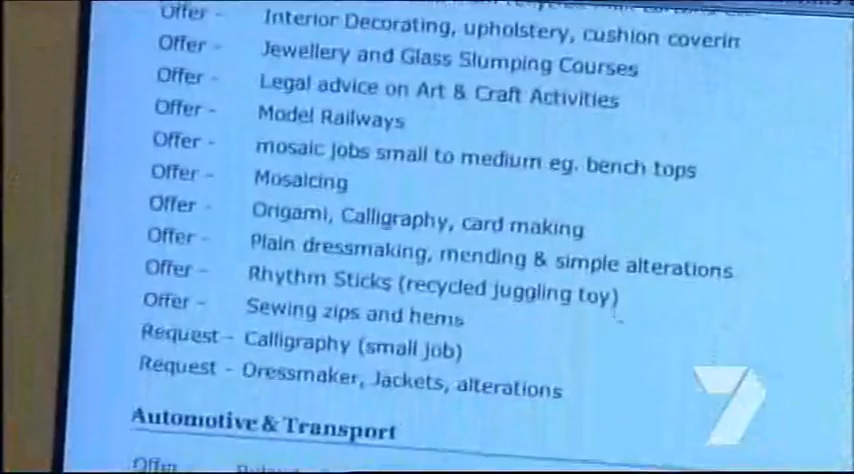 Offer - Interior Decorating, upholstery, cushion coverin
Offer - Jewellery and Glass Slumping Courses
Offer - Legal advice on Art & Craft Activities
Offer - Model Railways
Offer - mosaic jobs small to medium eg. bench tops
Offer - Mosaicing
Offer - Origami, Calligraphy, card making
Offer - Plain dressmaking, mending & simple alterations
Offer - Rhythm Sticks (recycled juggling toy)
Offer - Sewing zips and hems
Request - Calligraphy (small job)
Request - Dressmaker, Jackets, alterations
7
Automotive & Transport
Offer